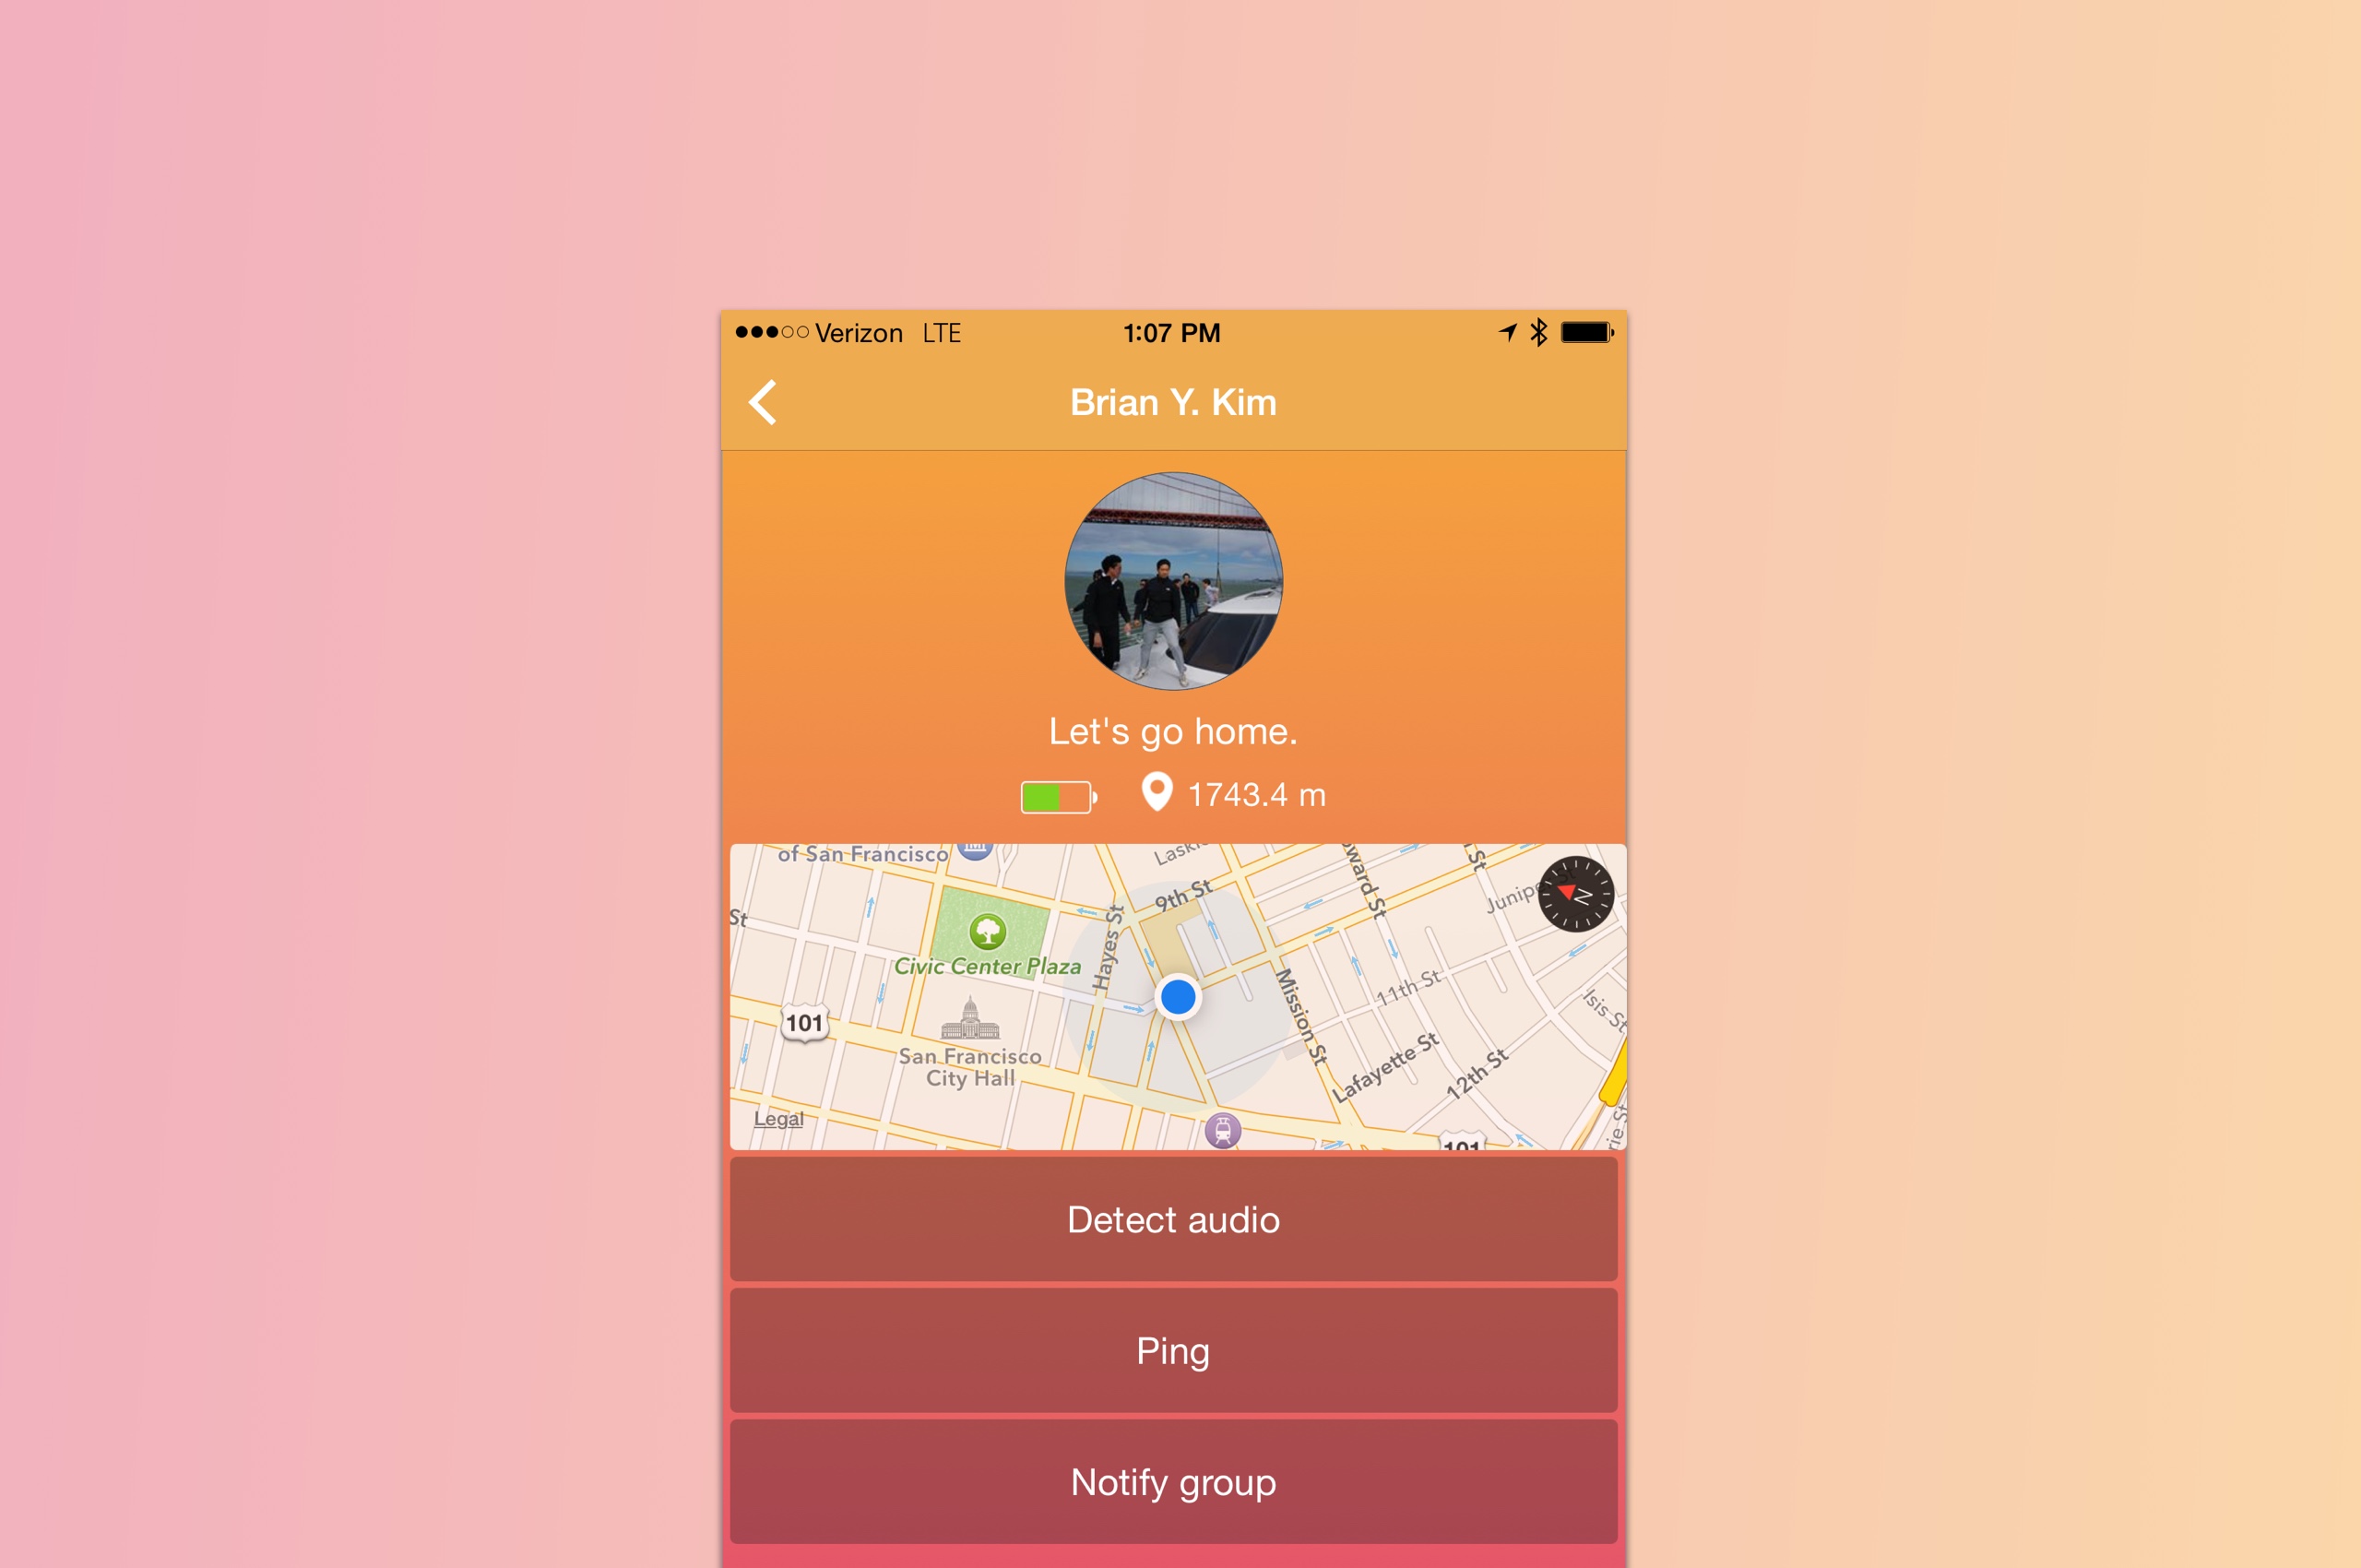 Verizon LTE 1:07 PM
Brian Y. Kim
Let's go home.
1743.4 m
of San Francisco
9th St
St
Hayes St
Civic Center Plaza
Mission St
11th St
Isis St
101
San Francisco
City Hall
Lafayette St
12th St
Legal
101
N
Detect audio
Ping
Notify group